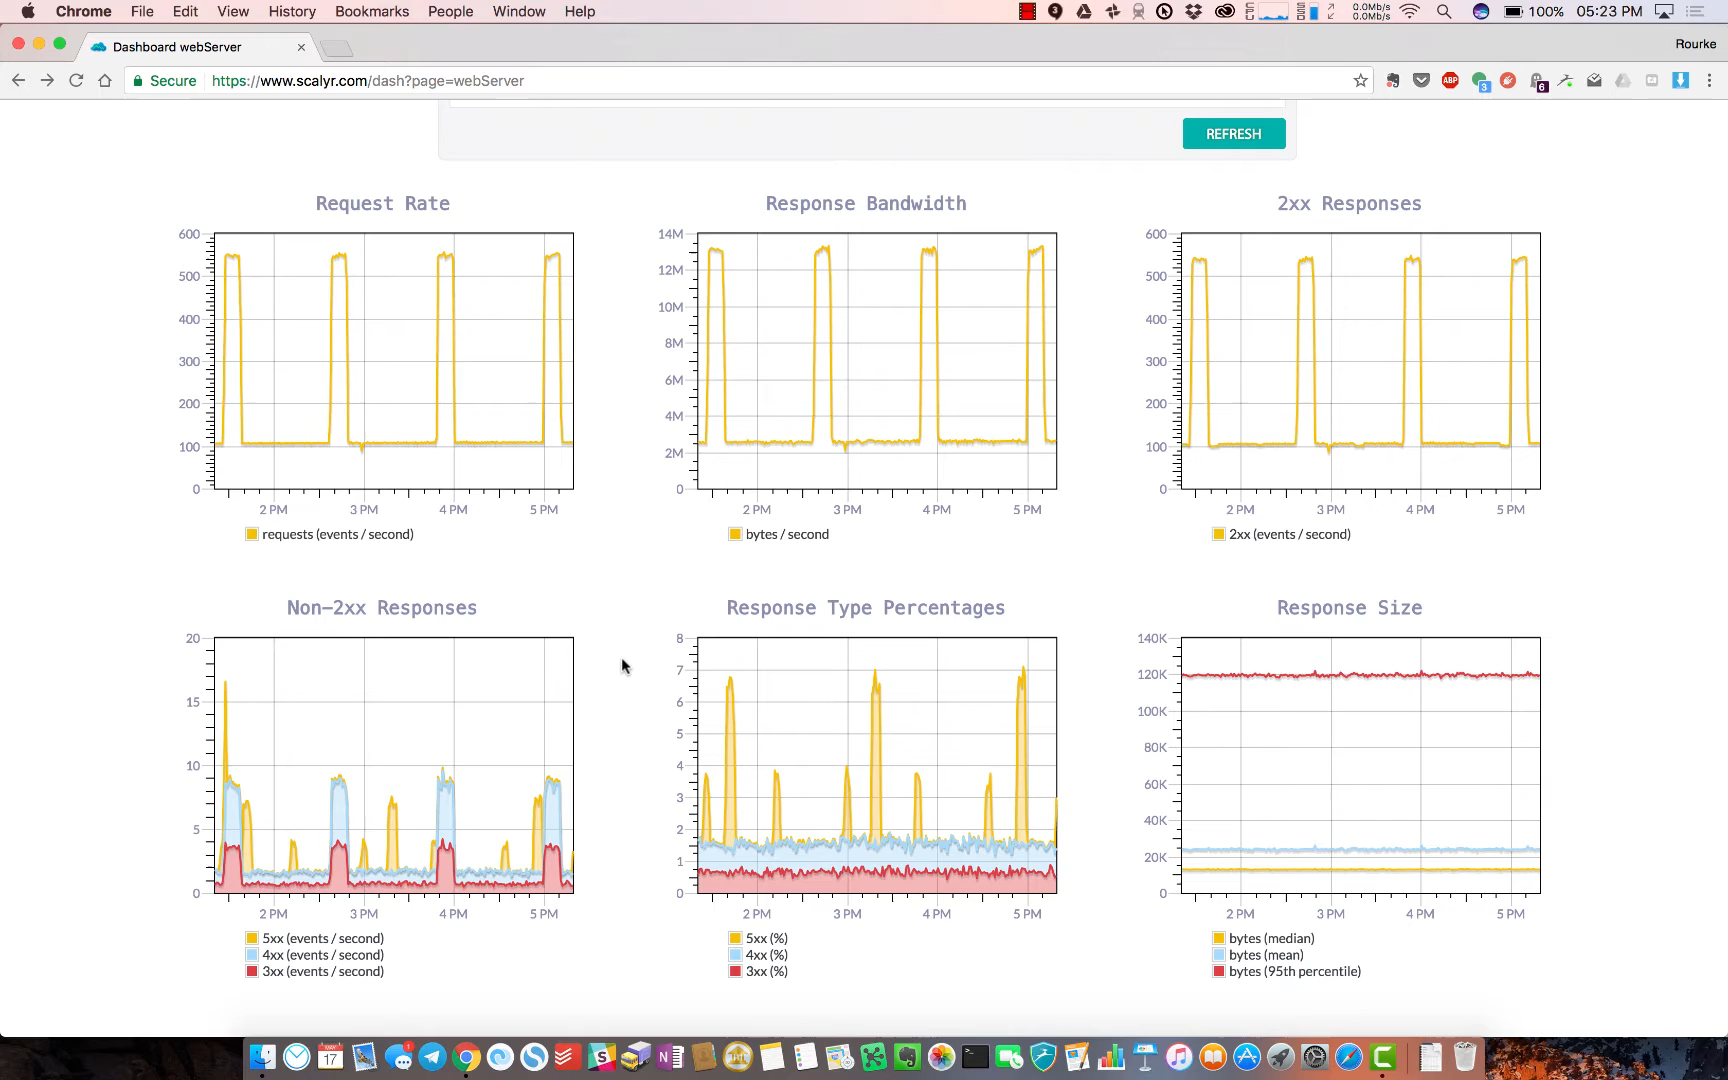 Chrome File Edit View History Bookmarks People Window Help 0.0Mb/s 0.0Mb/s 100% 05:23 PM
Dashboard webServer Rourke
Secure https://www.scalyr.com/dash?page=webServer
REFRESH
Request Rate
600
500
400
300
200
100
0
2 PM 3 PM 4 PM 5 PM
requests (events / second)
Response Bandwidth
14M
12M
10M
8M
6M
4M
2M
0
2 PM 3 PM 4 PM 5 PM
bytes / second
2xx Responses
600
500
400
300
200
100
0
2 PM 3 PM 4 PM 5 PM
2xx (events / second)
Non-2xx Responses
20
15
10
5
0
2 PM 3 PM 4 PM 5 PM
5xx (events / second)
4xx (events / second)
3xx (events / second)
Response Type Percentages
8
7
6
5
4
3
2
1
0
2 PM 3 PM 4 PM 5 PM
5xx (%)
4xx (%)
3xx (%)
Response Size
140K
120K
100K
80K
60K
40K
20K
0
2 PM 3 PM 4 PM 5 PM
bytes (median)
bytes (mean)
bytes (95th percentile)
17